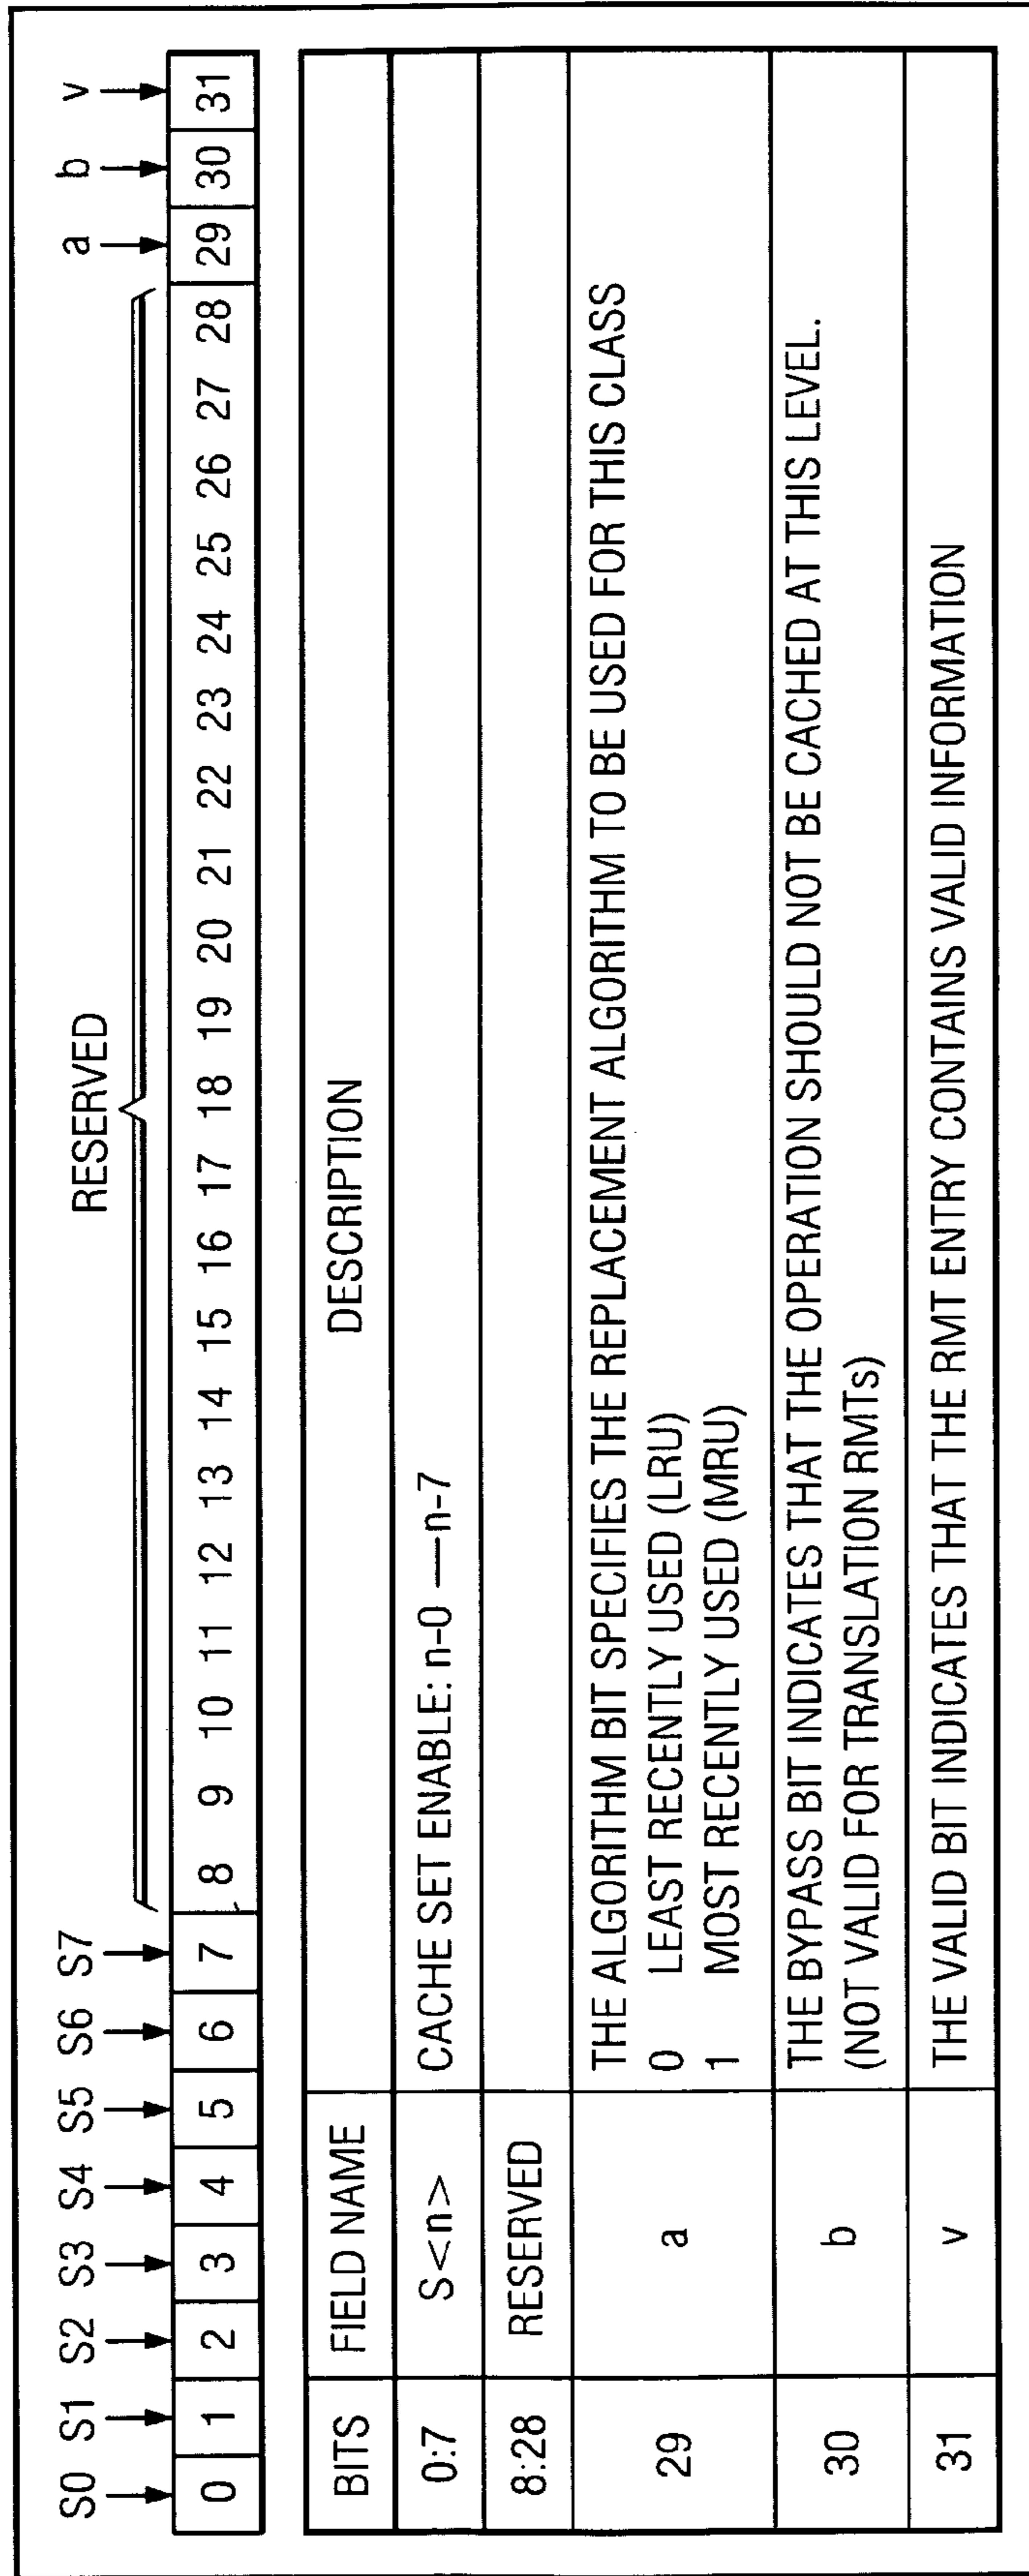 RESERVED
S0 S1 S2 S3 S4 S5 S6 S7 a b v
0 1 2 3 4 5 6 7 8 9 10 11 12 13 14 15 16 17 18 19 20 21 22 23 24 25 26 27 28 29 30 31
BITS FIELD NAME DESCRIPTION
0:7 S<n> CACHE SET ENABLE: n-0 —n-7
8:28 RESERVED
29 a THE ALGORITHM BIT SPECIFIES THE REPLACEMENT ALGORITHM TO BE USED FOR THIS CLASS
0 LEAST RECENTLY USED (LRU)
1 MOST RECENTLY USED (MRU)
30 b THE BYPASS BIT INDICATES THAT THE OPERATION SHOULD NOT BE CACHED AT THIS LEVEL.
(NOT VALID FOR TRANSLATION RMTs)
31 v THE VALID BIT INDICATES THAT THE RMT ENTRY CONTAINS VALID INFORMATION